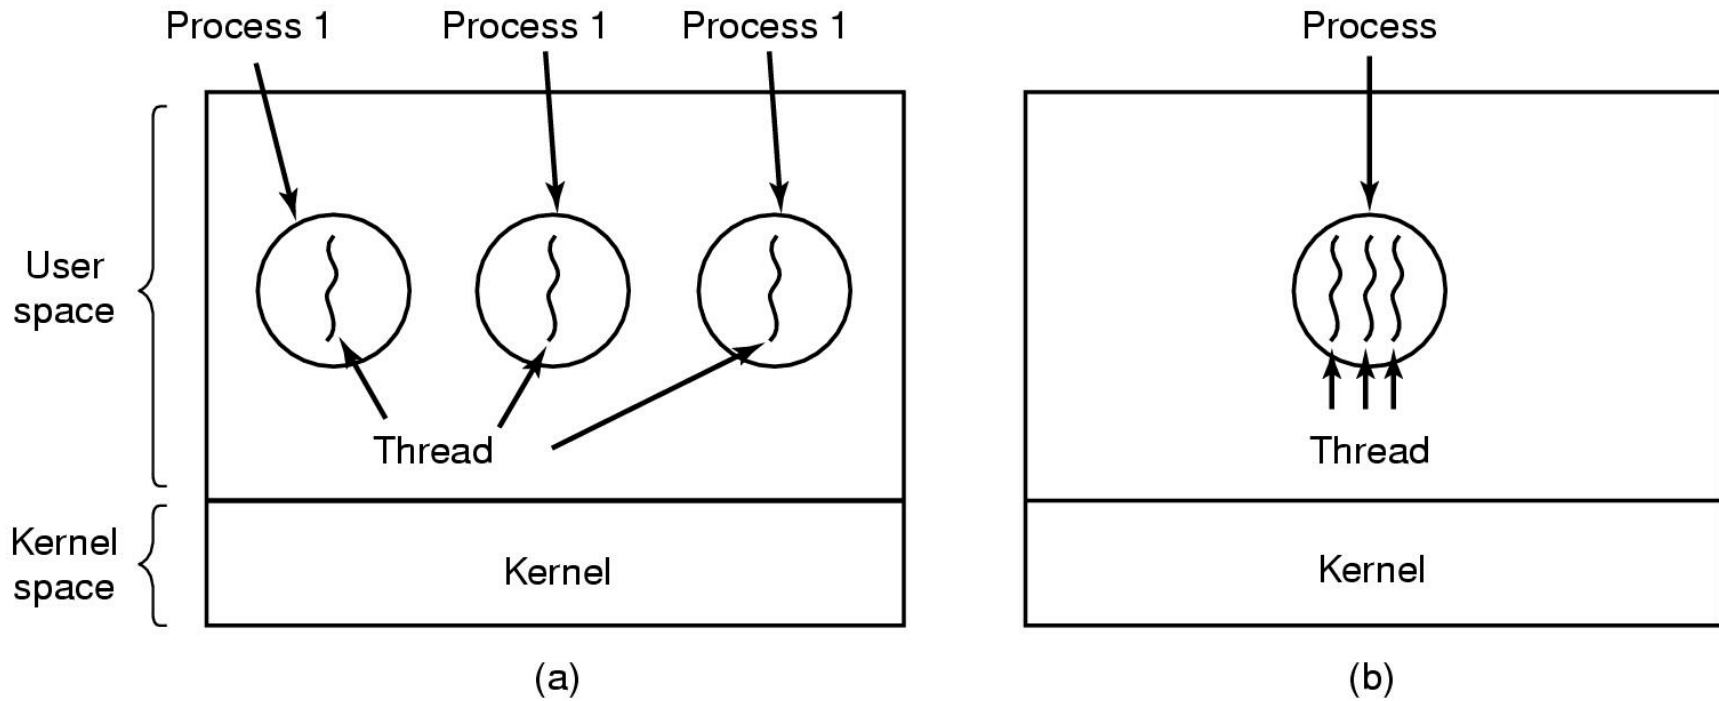 Process 1
Process 1
Process 1
Process
User
space
Thread
Thread
Kernel
space
Kernel
Kernel
(a)
(b)